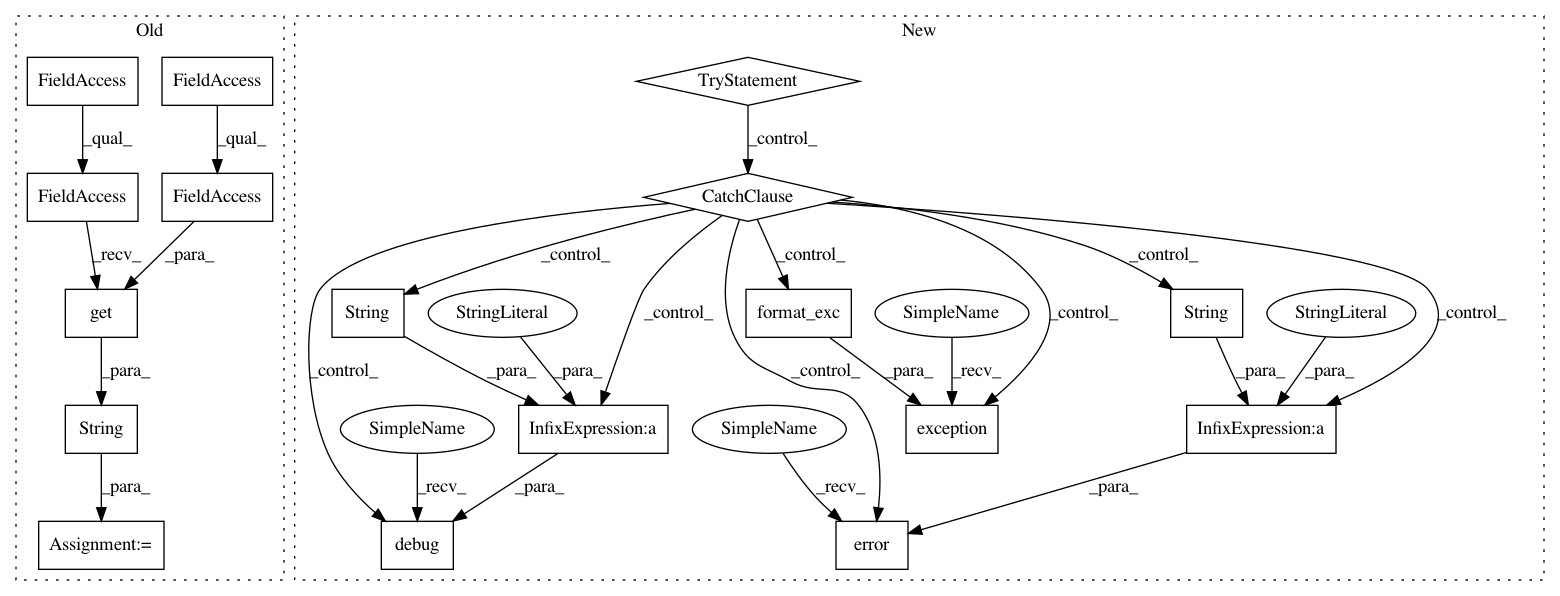 Old
New
FieldAccess
FieldAccess
TryStatement
_qual_
_qual_
_control_
FieldAccess
FieldAccess
CatchClause
_recv_
_para_
_control_
_control_
_control_
get
String
StringLiteral
_control_
format_exc
SimpleName
_control_
String
StringLiteral
_control_
_para_
_control_
_para_
_para_
_control_
_para_
_recv_
_para_
_para_
String
SimpleName
InfixExpression:a
SimpleName
exception
InfixExpression:a
_para_
_recv_
_para_
_recv_
_para_
Assignment:=
debug
error